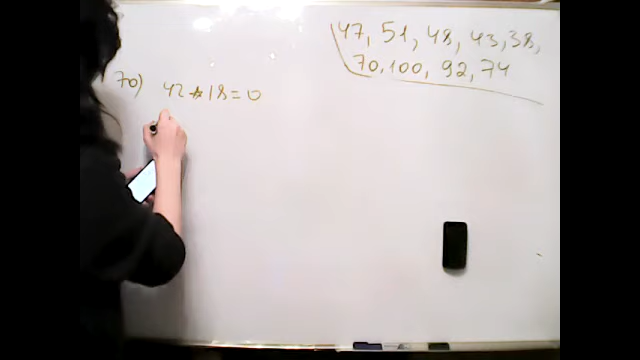 47, 51, 48, 43, 38,
70, 100, 92, 74
70) 42 * 18 = 0